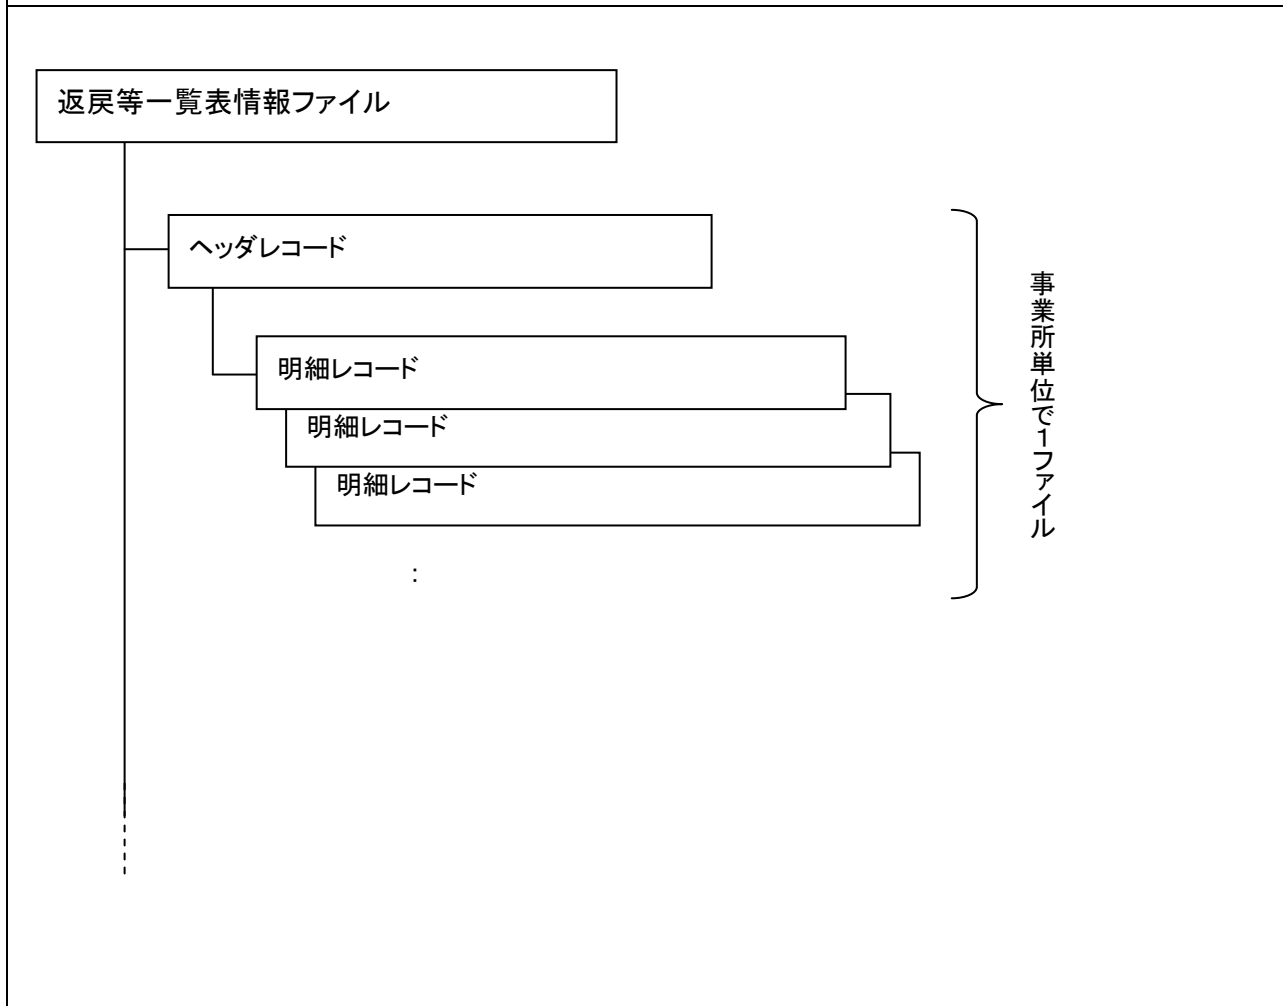 返戻等一覧表情報ファイル
ヘッダレコード
明細レコード
明細レコード
明細レコード
:
事業所単位で1ファイル